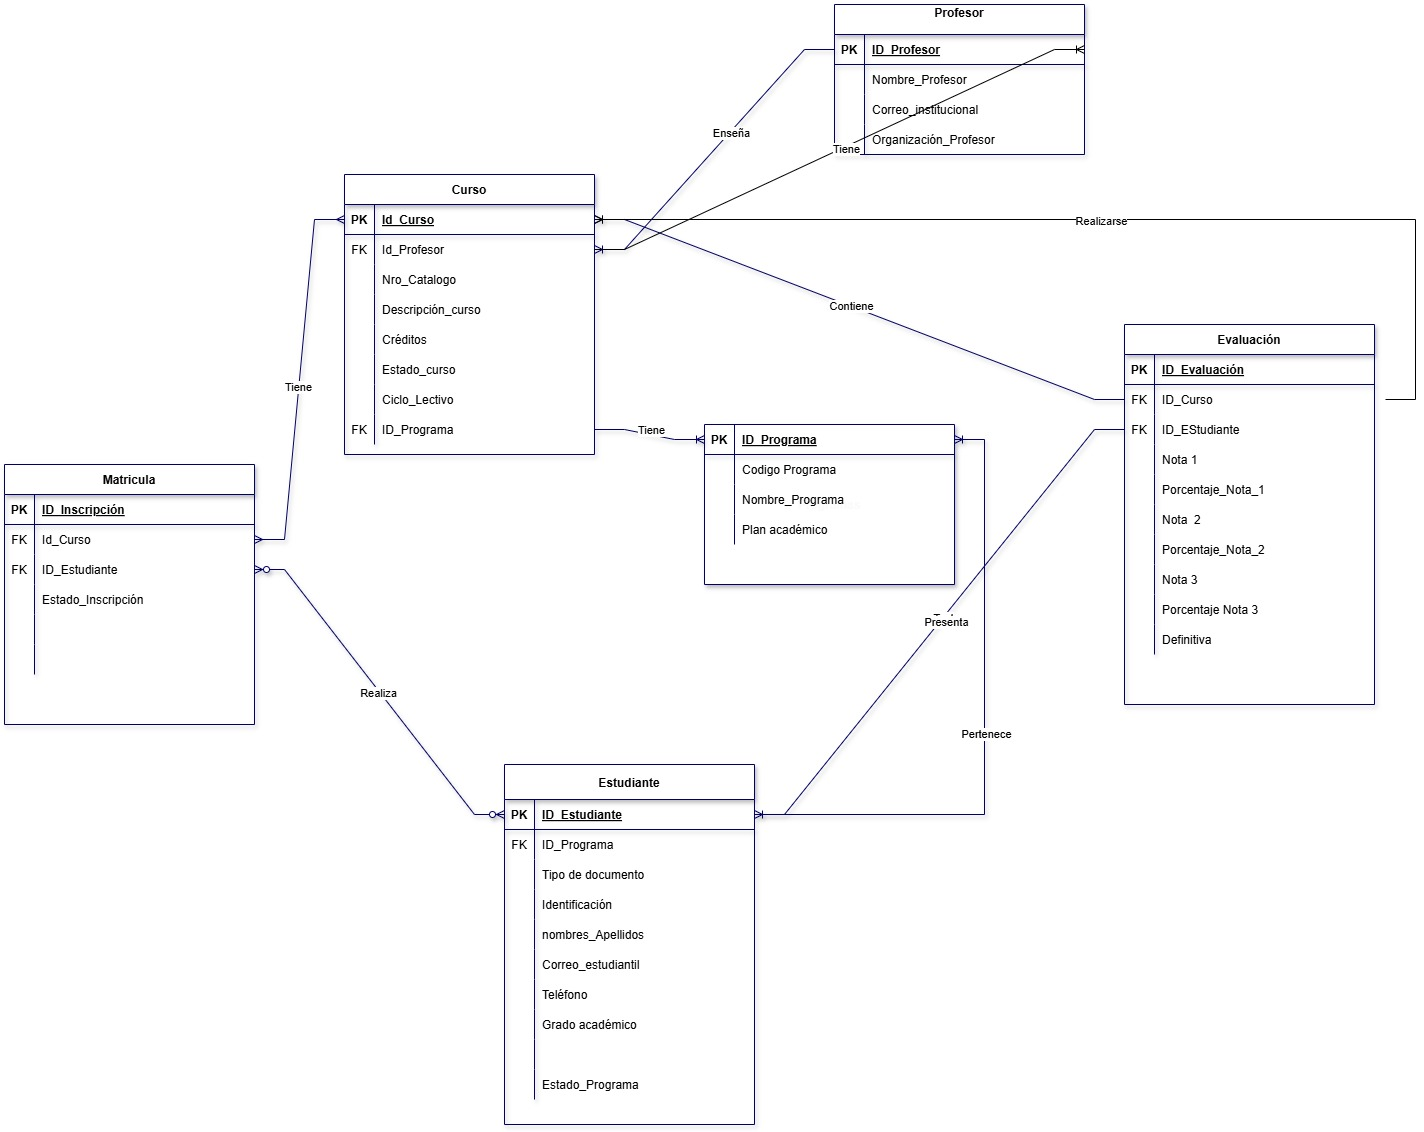 Profesor
PK ID_Profesor
Nombre_Profesor
Correo_institucional
Organización_Profesor
Enseña
Tiene
Curso
PK Id_Curso
FK Id_Profesor
Nro_Catalogo
Descripción_curso
Créditos
Estado_curso
Ciclo_Lectivo
FK ID_Programa
Realizarse
Contiene
Tiene
Tiene
Evaluación
PK ID_Evaluación
FK ID_Curso
FK ID_EStudiante
Nota 1
Porcentaje_Nota_1
Nota 2
Porcentaje_Nota_2
Nota 3
Porcentaje Nota 3
Definitiva
PK ID_Programa
Codigo Programa
Nombre_Programa
Plan académico
Matricula
PK ID_Inscripción
FK Id_Curso
FK ID_Estudiante
Estado_Inscripción
Presenta
Realiza
Pertenece
Estudiante
PK ID_Estudiante
FK ID_Programa
Tipo de documento
Identificación
nombres_Apellidos
Correo_estudiantil
Teléfono
Grado académico
Estado_Programa